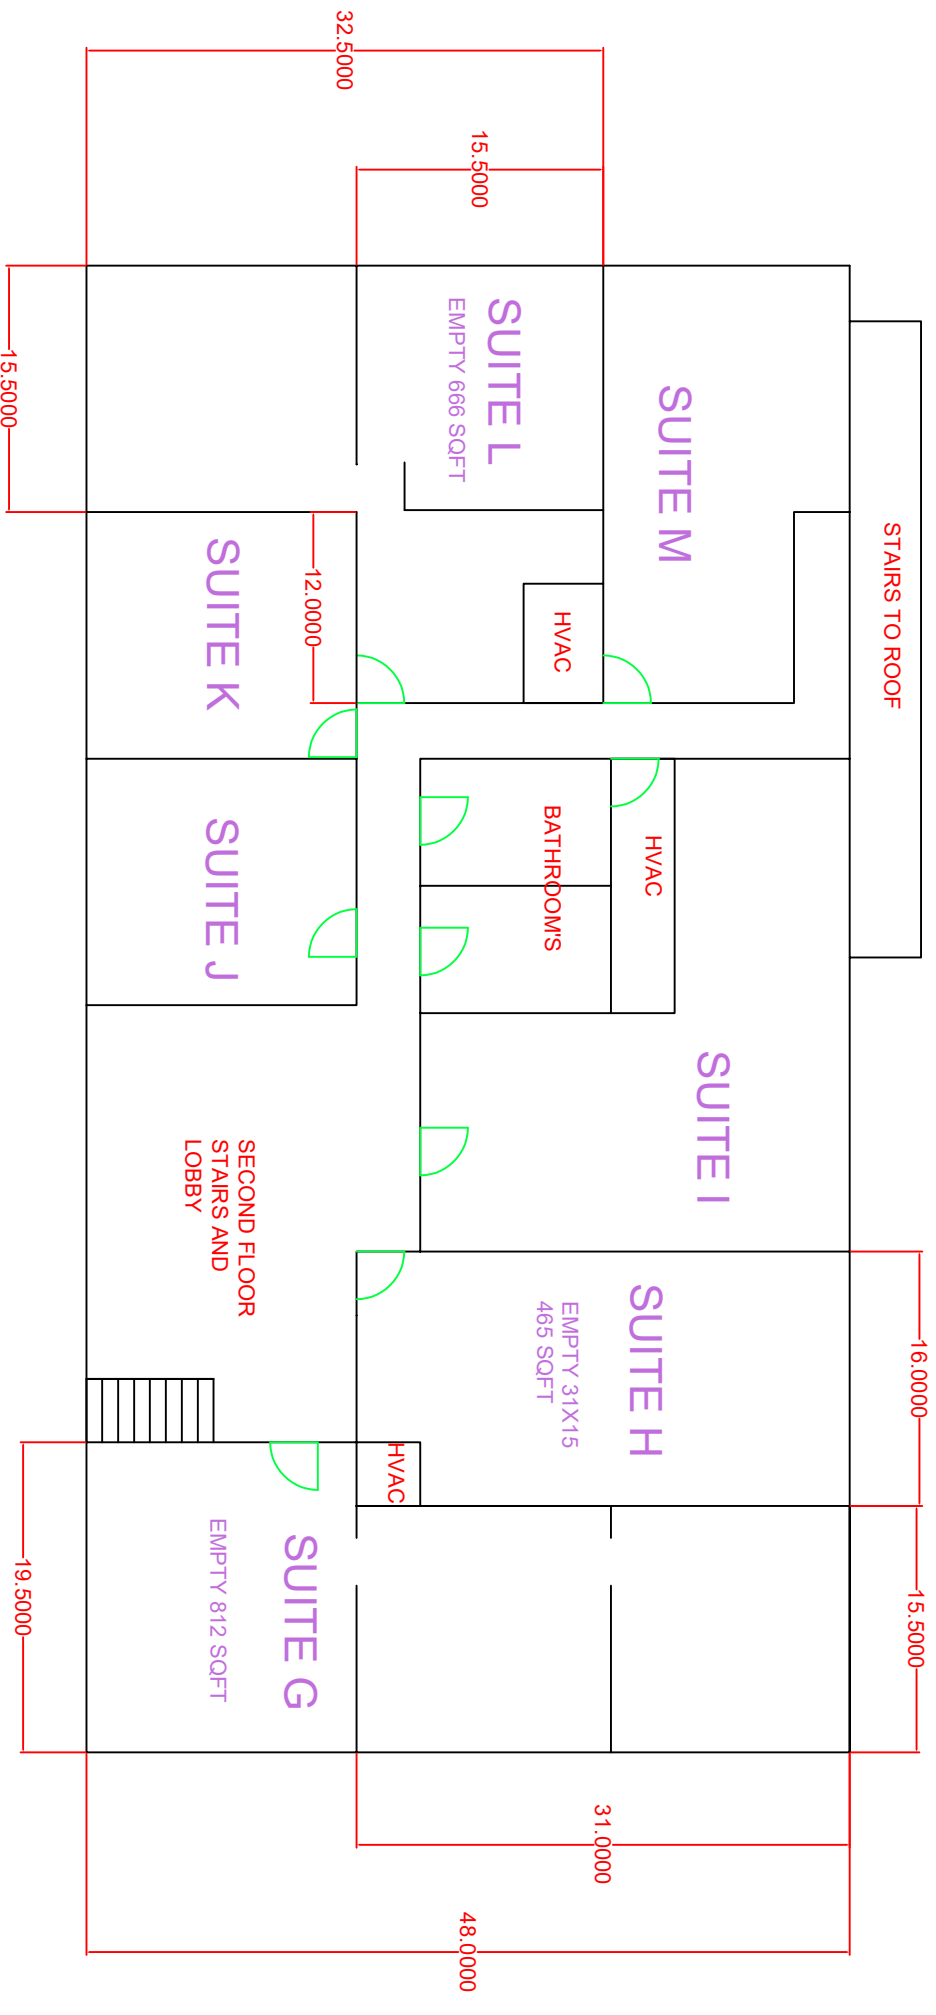 STAIRS TO ROOF
SUITE M
SUITE L
EMPTY 666 SQFT
HVAC
SUITE K
12.0000
15.5000
32.5000
15.5000
HVAC
BATHROOM'S
SUITE J
SUITE I
SECOND FLOOR
STAIRS AND
LOBBY
SUITE H
EMPTY 31X15
465 SQFT
HVAC
SUITE G
EMPTY 812 SQFT
16.0000
15.5000
19.5000
31.0000
48.0000